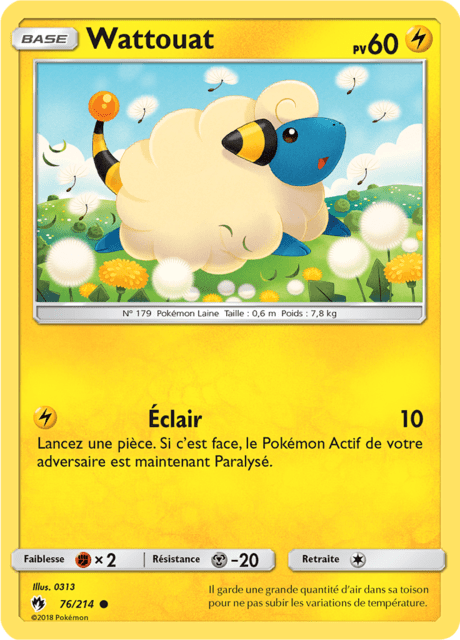 BASE Wattouat PV60
N° 179 Pokémon Laine Taille : 0,6 m Poids : 7,8 kg
Éclair 10
Lancez une pièce. Si c'est face, le Pokémon Actif de votre
adversaire est maintenant Paralysé.
Faiblesse ×2 Résistance -20 Retraite
Illus. 0313
76/214
©2018 Pokémon
Il garde une grande quantité d'air dans sa toison
pour ne pas subir les variations de température.